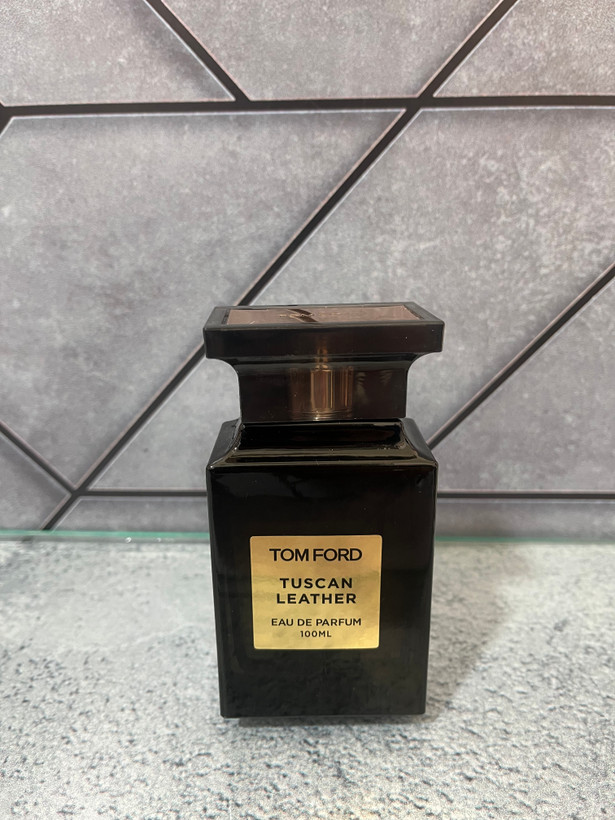 TOM FORD
TUSCAN
LEATHER
EAU DE PARFUM
100ML